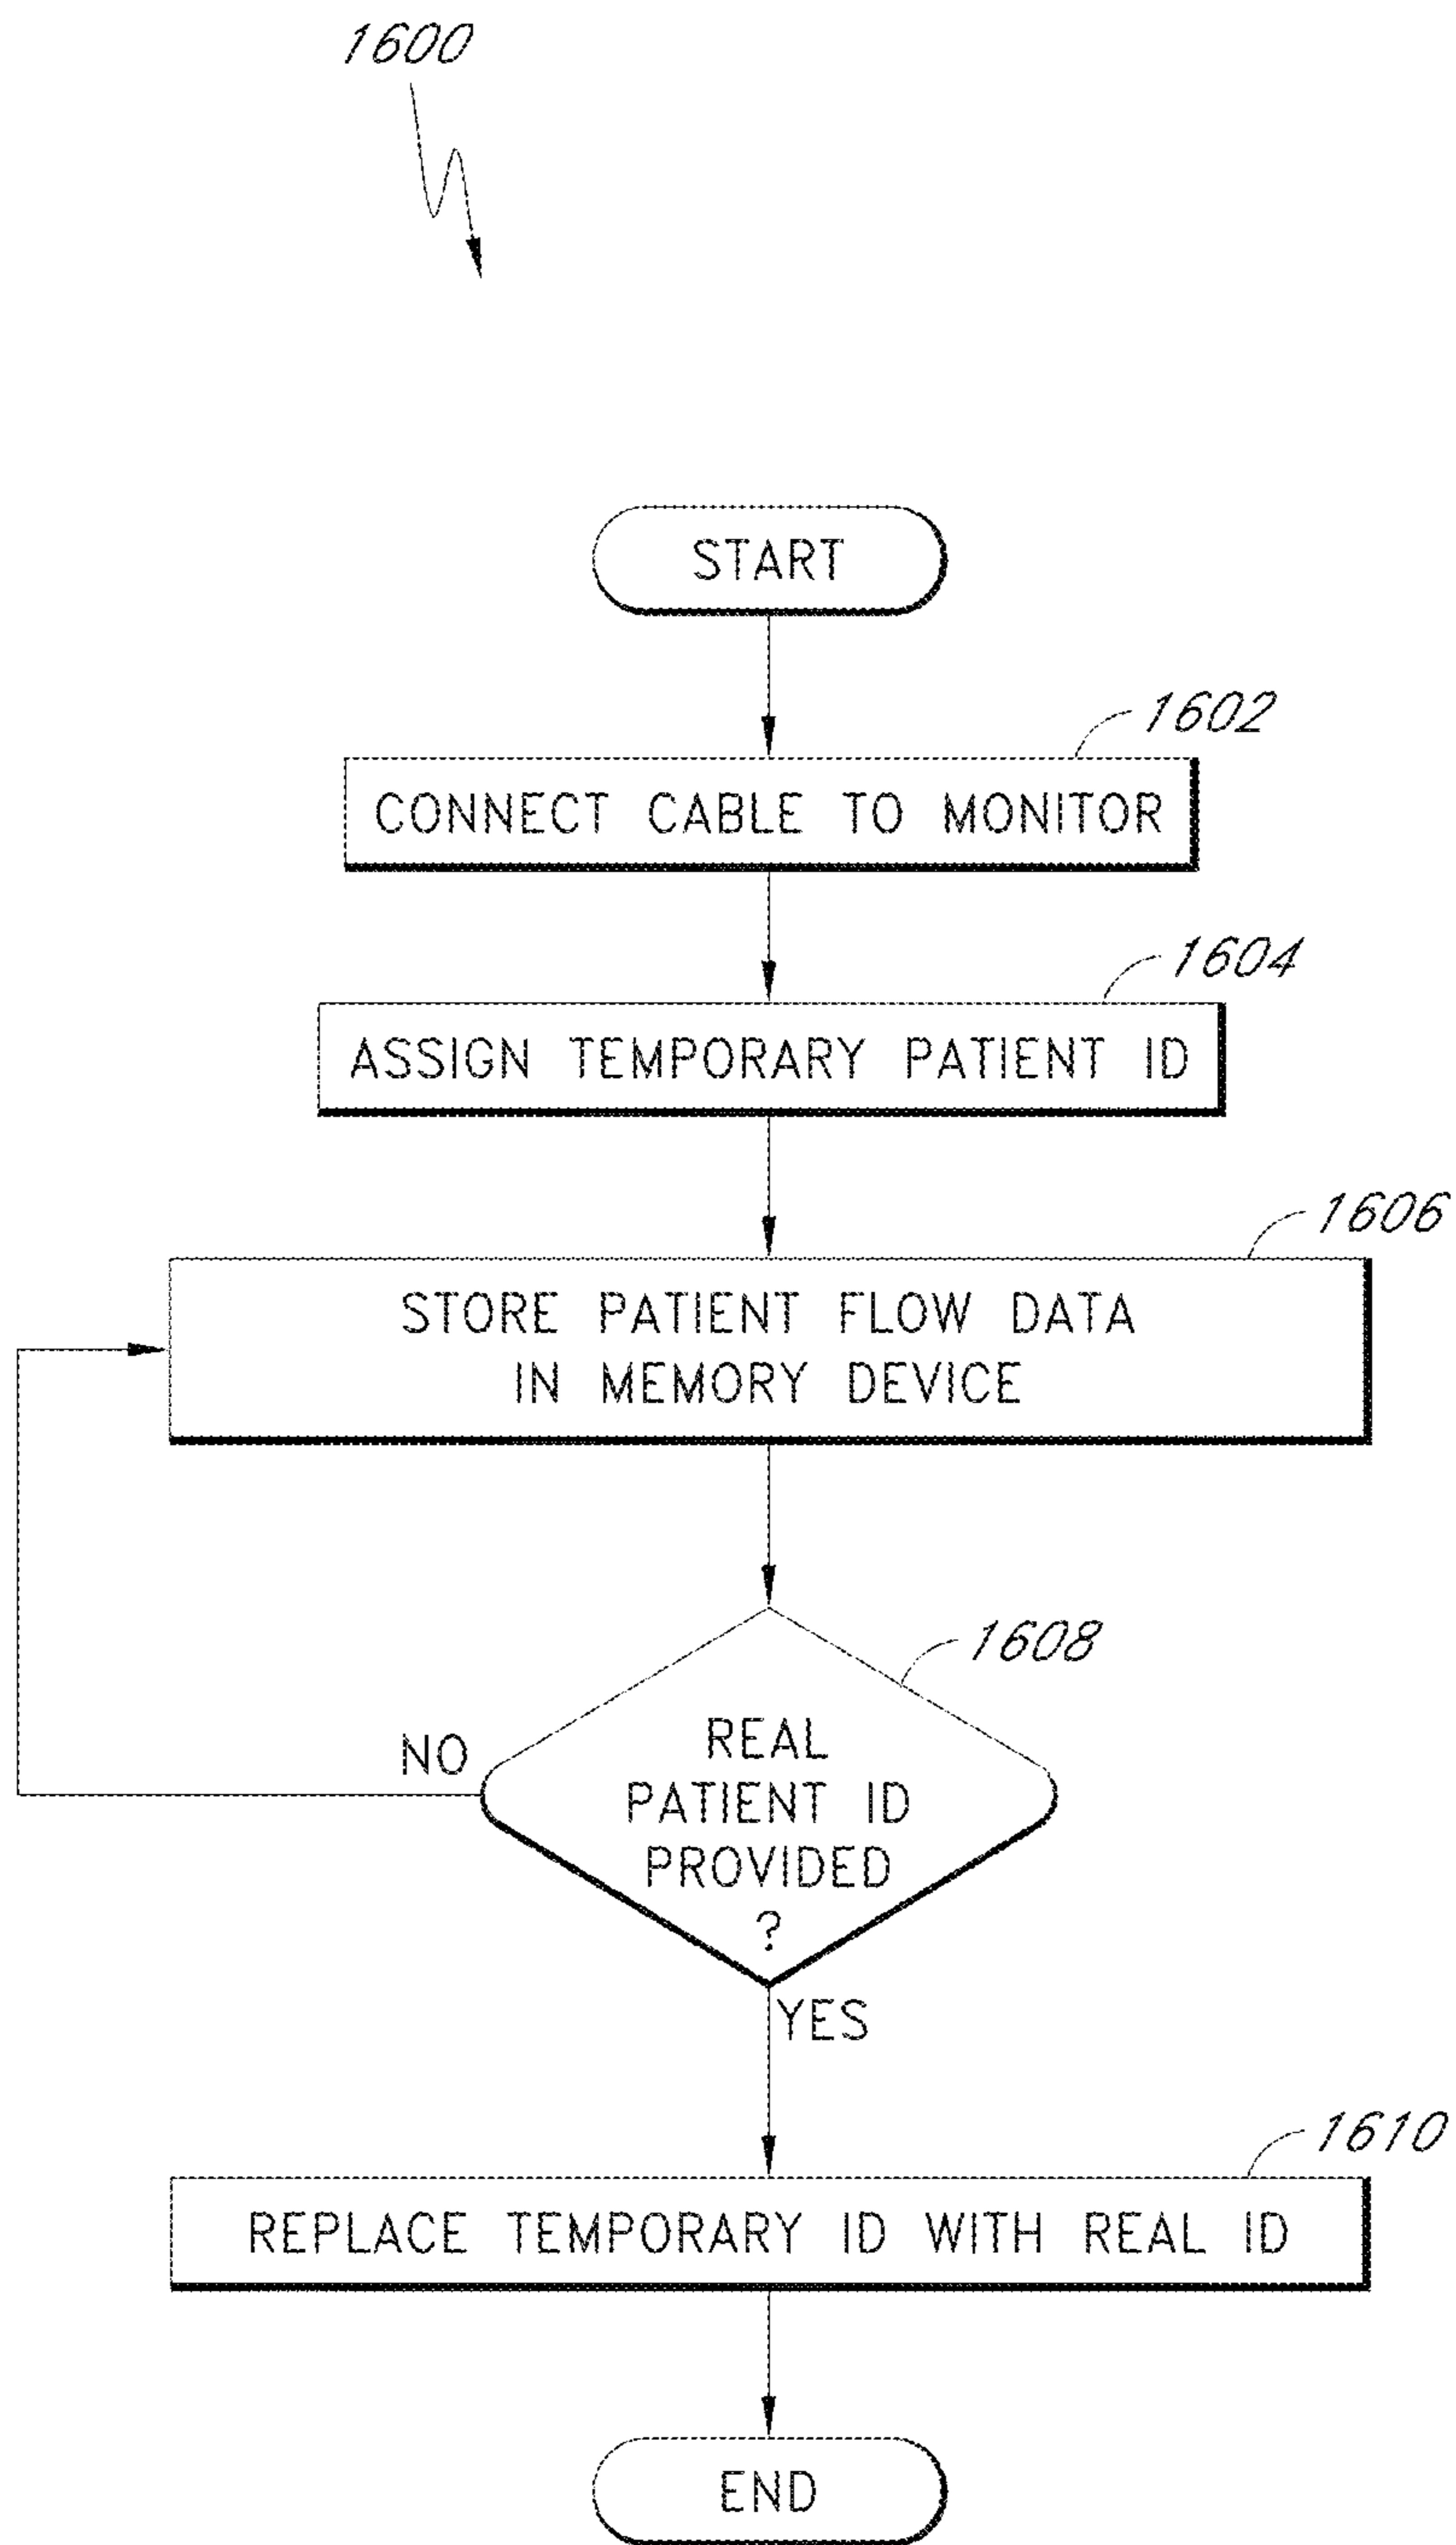 1600
START
1602
CONNECT CABLE TO MONITOR
1604
ASSIGN TEMPORARY PATIENT ID
1606
STORE PATIENT FLOW DATA
IN MEMORY DEVICE
1608
NO
REAL
PATIENT ID
PROVIDED
?
YES
1610
REPLACE TEMPORARY ID WITH REAL ID
END